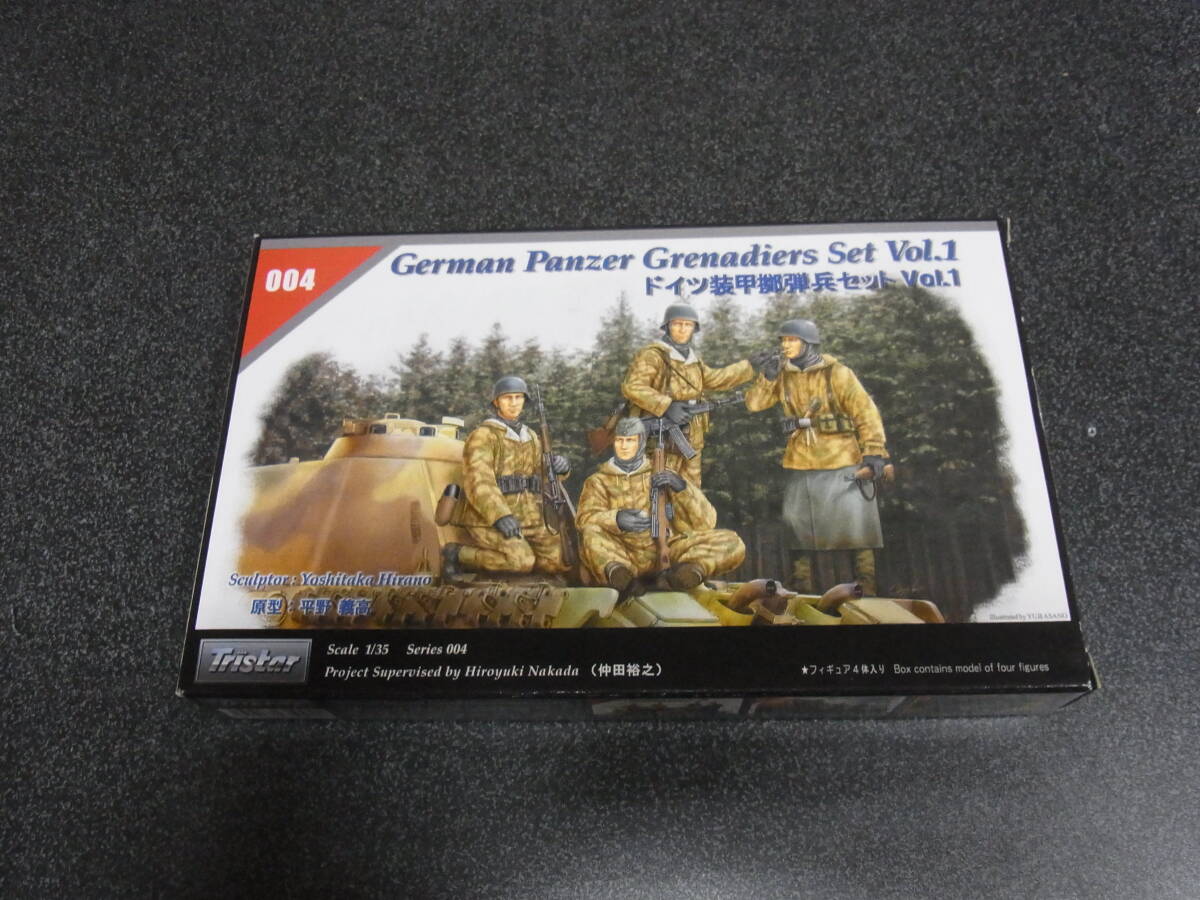 004
German Panzer Grenadiers Set Vol.1
ドイツ装甲擲弾兵セット Vol.1
Sculptor : Yoshitaka Hirano
原型 : 平野 義高
Illustrated by YUJI ASANO
Tristar
Scale 1/35 Series 004
Project Supervised by Hiroyuki Nakada (仲田裕之)
★フィギュア4体入り Box contains model of four figures